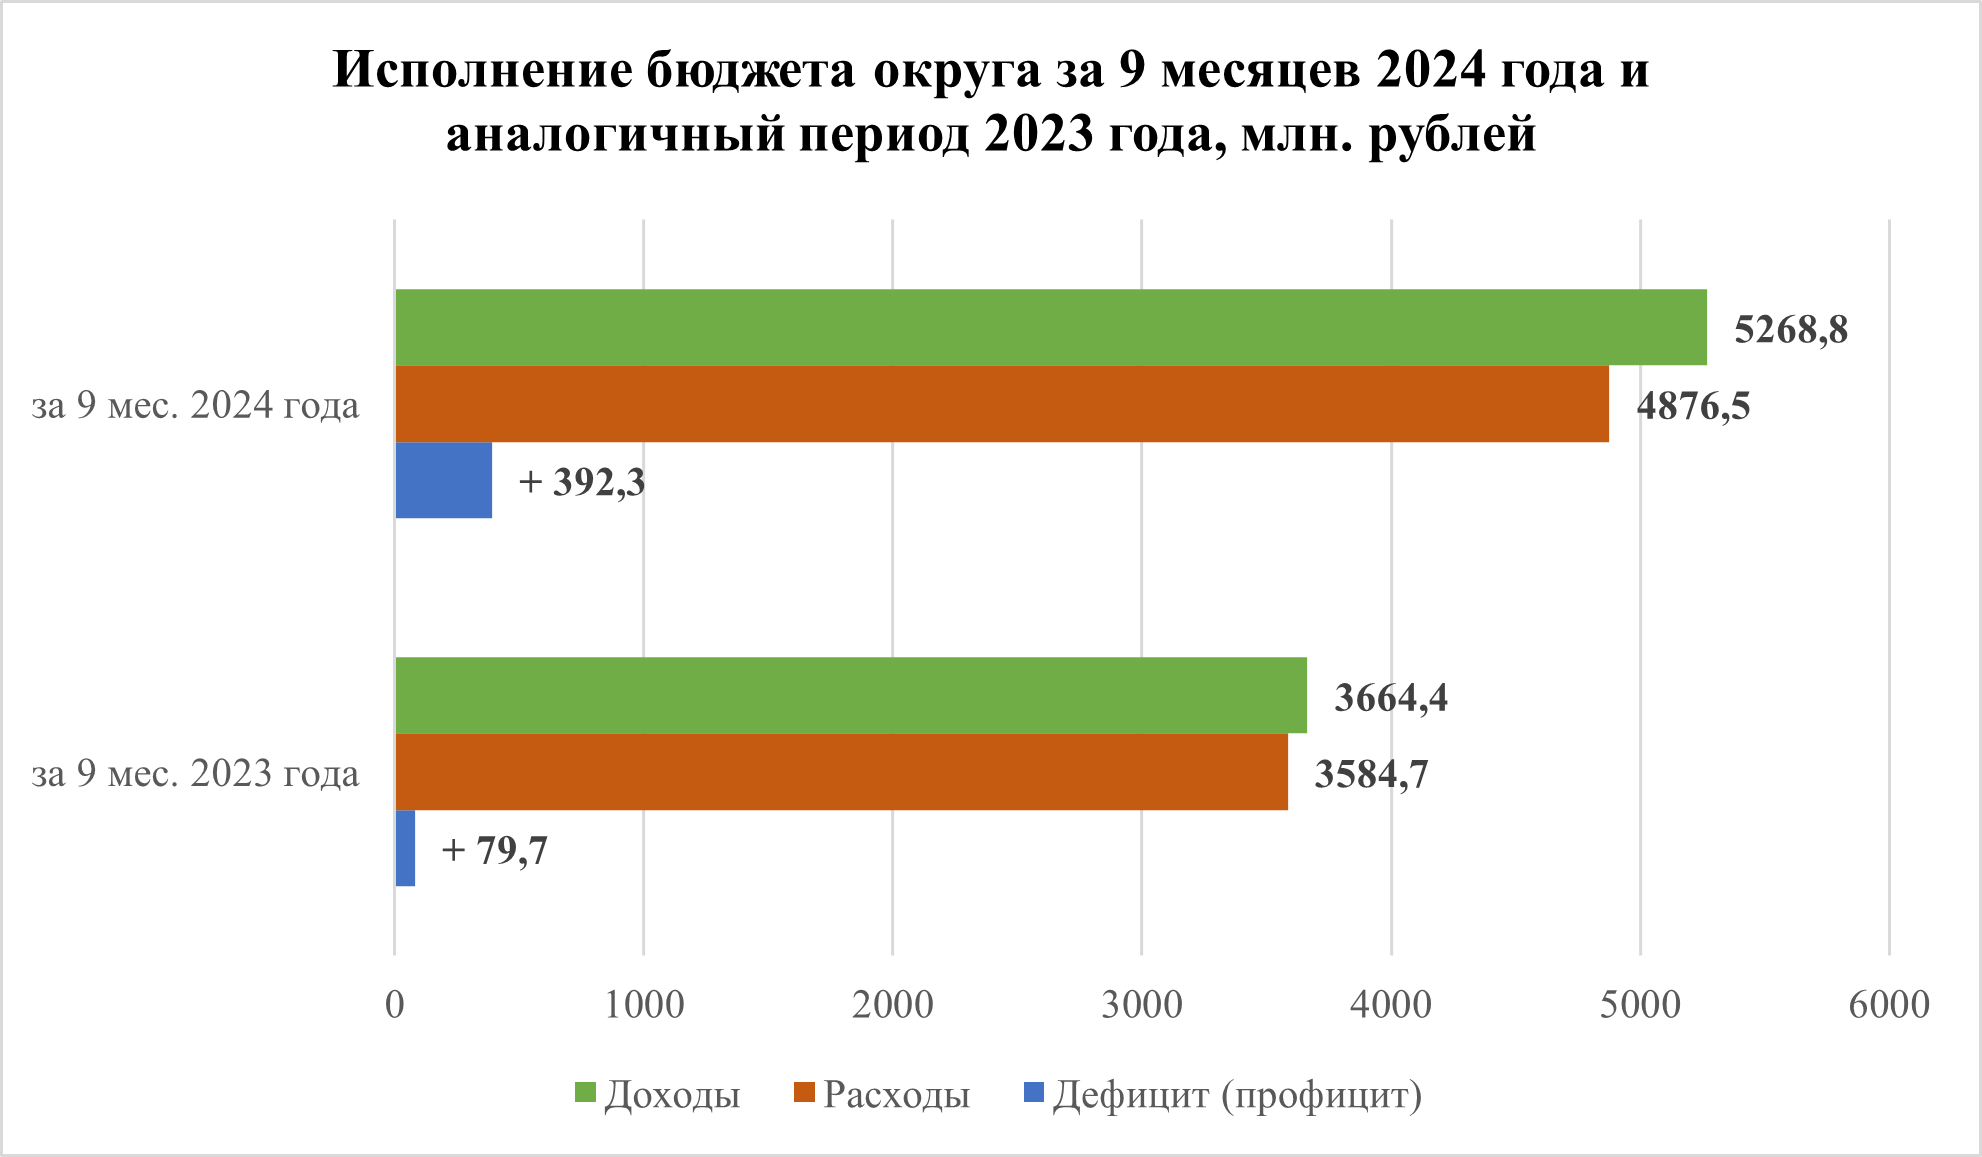 Исполнение бюджета округа за 9 месяцев 2024 года и
аналогичный период 2023 года, млн. рублей
5268,8
за 9 мес. 2024 года
4876,5
+ 392,3
3664,4
за 9 мес. 2023 года
3584,7
+ 79,7
0 1000 2000 3000 4000 5000 6000
Доходы Расходы Дефицит (профицит)